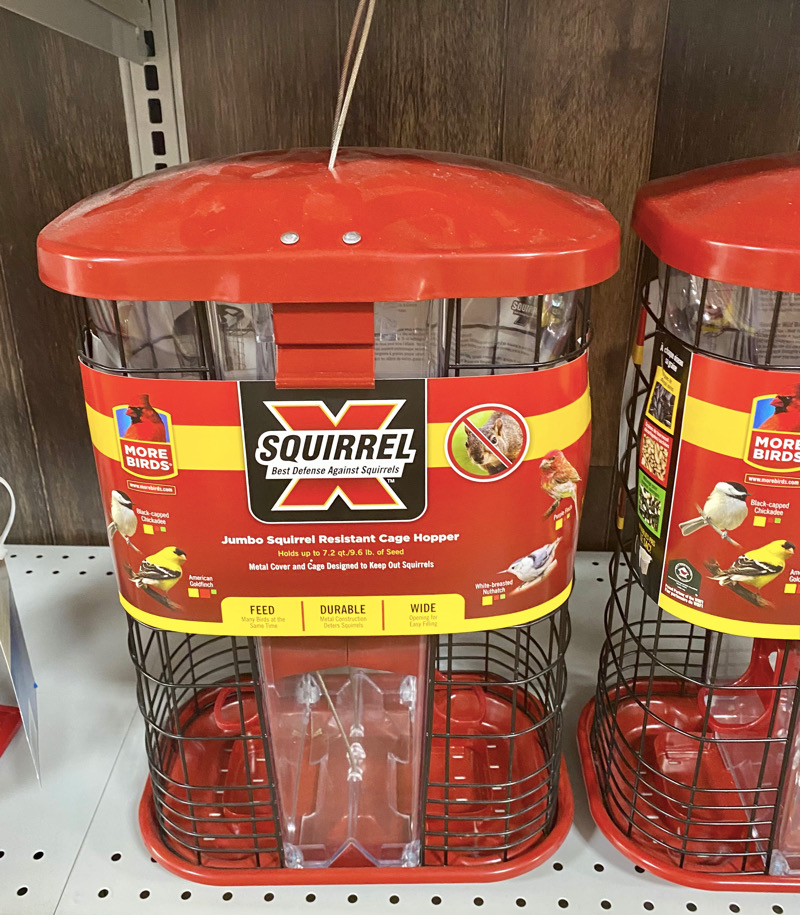 MORE
BIRDS®
www.morebirds.com
SQUIRREL
X
Best Defense Against Squirrels
TM
Jumbo Squirrel Resistant Cage Hopper
Holds up to 7.2 qt./9.6 lb. of Seed
Metal Cover and Cage Designed to Keep Out Squirrels
Black-capped
Chickadee
American
Goldfinch
Purple Finch
White-breasted
Nuthatch
FEED
Many Birds at the
Same Time
DURABLE
Metal Construction
Deters Squirrels
WIDE
Opening for
Easy Filling
MORE
BIRDS
www.morebirds.com
Black-capped
Chickadee